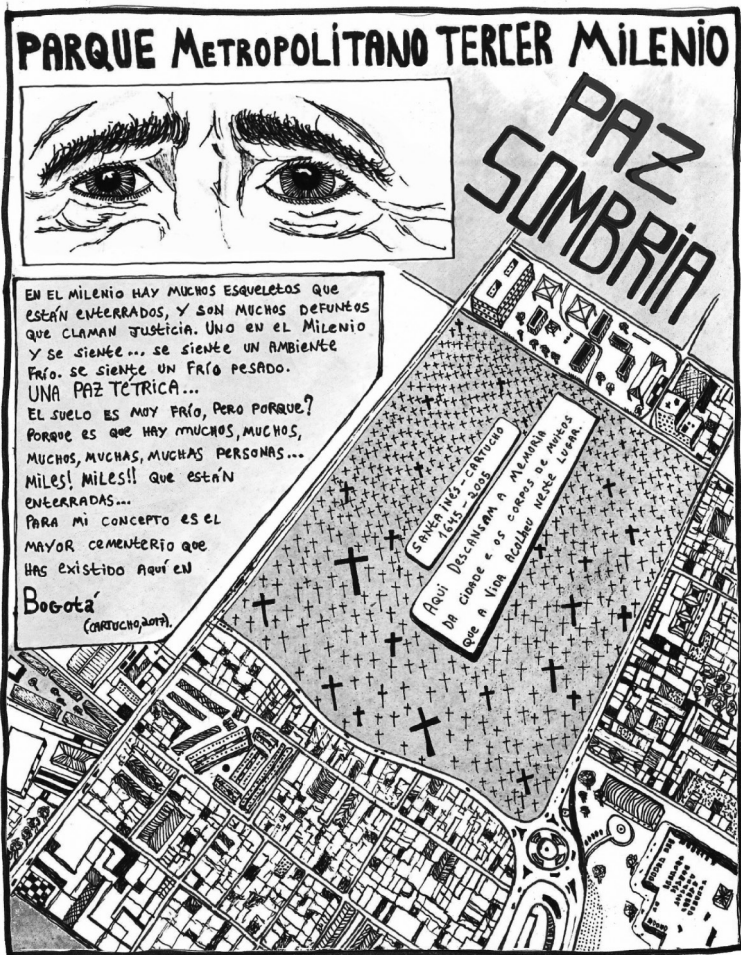 PARQUE METROPOLITANO TERCER MILENIO
PAZ
SOMBRIA
EN EL MILENIO HAY MUCHOS ESQUELETOS QUE
ESTÁN ENTERRADOS, Y SON MUCHOS DEFUNTOS
QUE CLAMAN JUSTICIA. UNO EN EL MILENIO
Y SE SIENTE... SE SIENTE UN AMBIENTE
FRÍO. SE SIENTE UN FRÍO PESADO.
UNA PAZ TÉTRICA...
EL SUELO ES MUY FRÍO, PERO PORQUE?
PORQUE ES QUE HAY MUCHOS, MUCHOS,
MUCHOS, MUCHAS, MUCHAS PERSONAS...
MILES! MILES!! QUE ESTÁN
ENTERRADAS...
PARA MI CONCEPTO ES EL
MAYOR CEMENTERIO QUE
HAS EXISTIDO AQUÍ EN
BOGOTÁ
(CARTUCHO, 2017).
SANTA INÉS - CARTUCHO
1645 - 2005
AQUI DESCANSAM A MEMORIA
DA CIDADE E OS CORPOS DE MUITOS
QUE A VIDA ACOLHEU NESTE LUGAR.